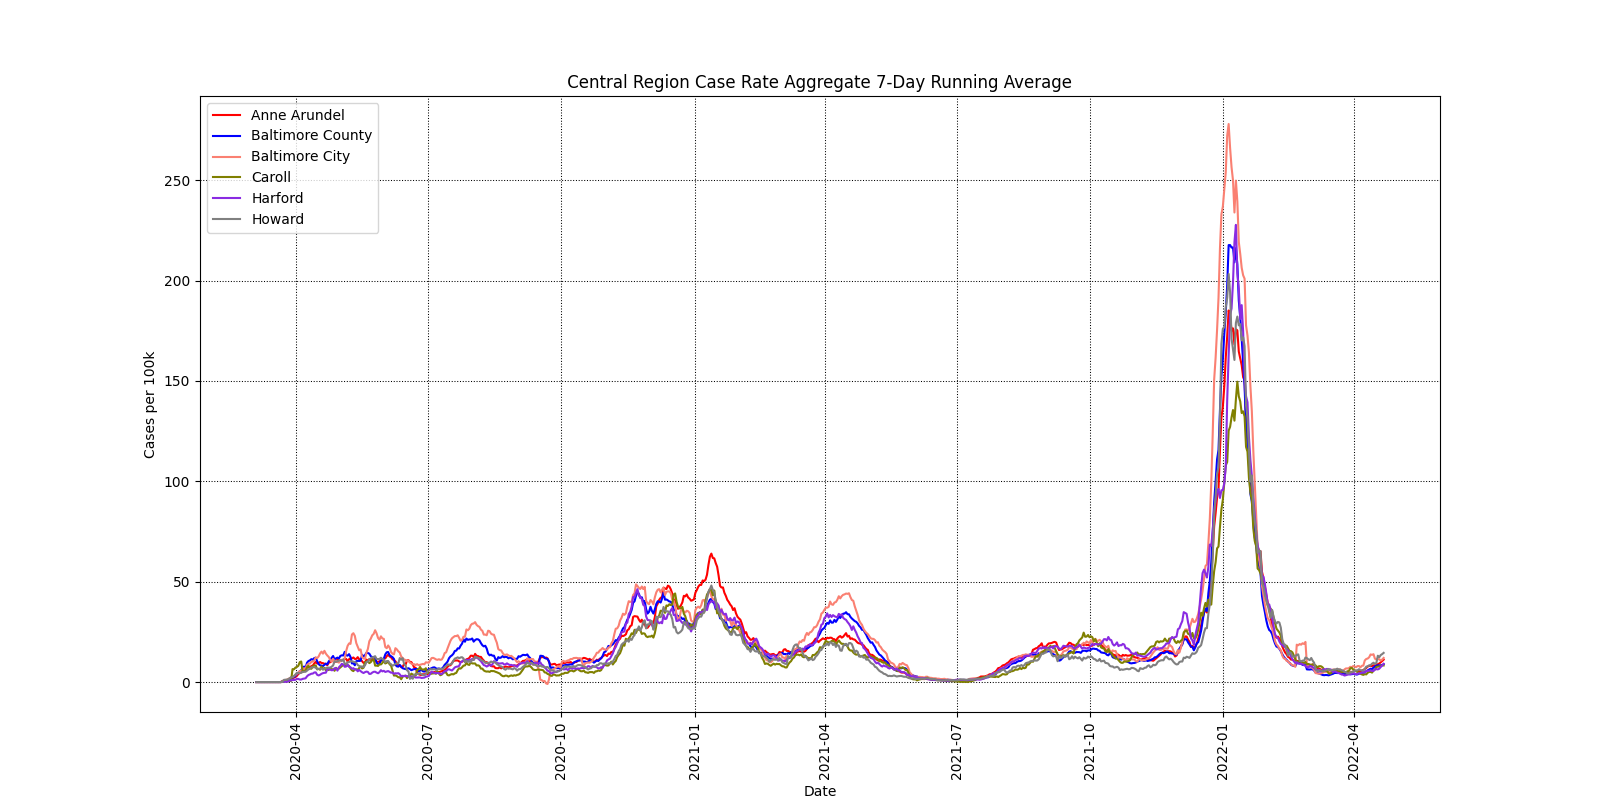 Central Region Case Rate Aggregate 7-Day Running Average
Anne Arundel
Baltimore County
Baltimore City
Caroll
Harford
Howard
Cases per 100k
250
200
150
100
50
0
2020-04
2020-07
2020-10
2021-01
2021-04
2021-07
2021-10
2022-01
2022-04
Date